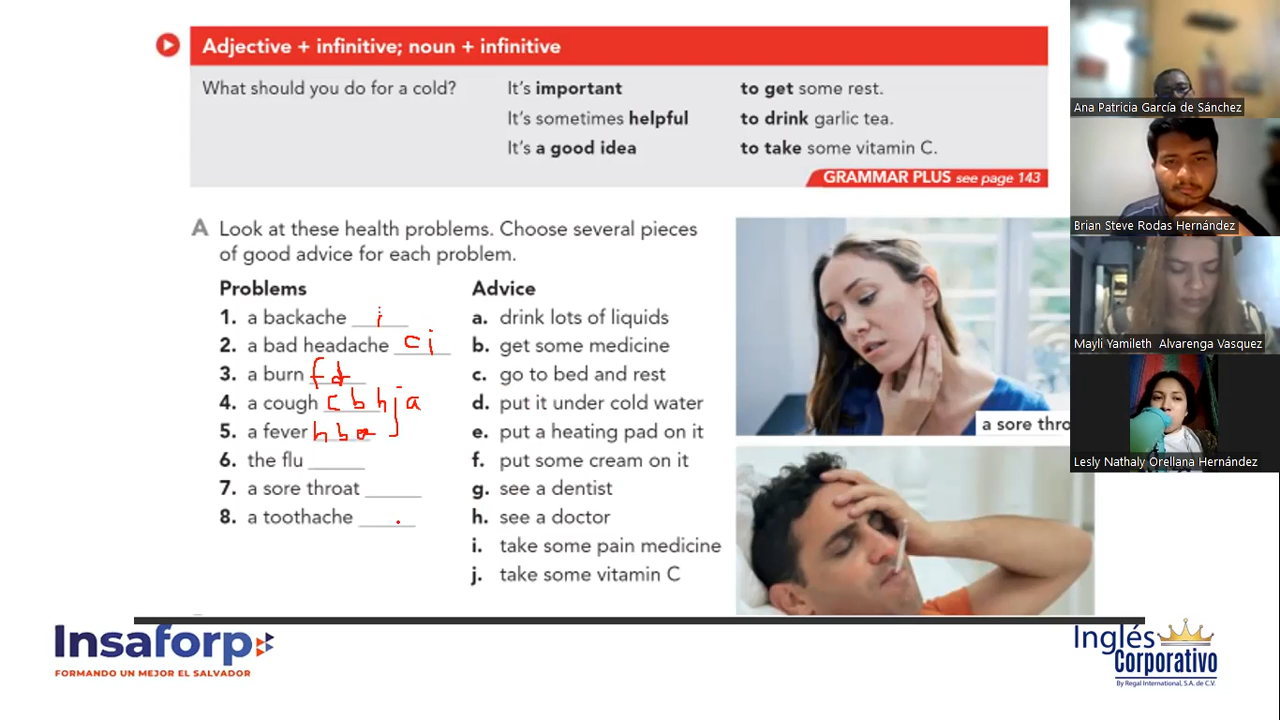 Adjective + infinitive; noun + infinitive
What should you do for a cold? It's important to get some rest.
It's sometimes helpful to drink garlic tea.
It's a good idea to take some vitamin C.
GRAMMAR PLUS see page 143
A Look at these health problems. Choose several pieces
of good advice for each problem.
Problems
1. a backache i
2. a bad headache c i
3. a burn f d
4. a cough c b h j a
5. a fever h b a
6. the flu
7. a sore throat
8. a toothache
Advice
a. drink lots of liquids
b. get some medicine
c. go to bed and rest
d. put it under cold water
e. put a heating pad on it
f. put some cream on it
g. see a dentist
h. see a doctor
i. take some pain medicine
j. take some vitamin C
a sore thro
Insaforp
FORMANDO UN MEJOR EL SALVADOR
Inglés
Corporativo
By Regal International, S.A. de C.V.
Ana Patricia García de Sánchez
Brian Steve Rodas Hernández
Mayli Yamileth Alvarenga Vasquez
Lesly Nathaly Orellana Hernández